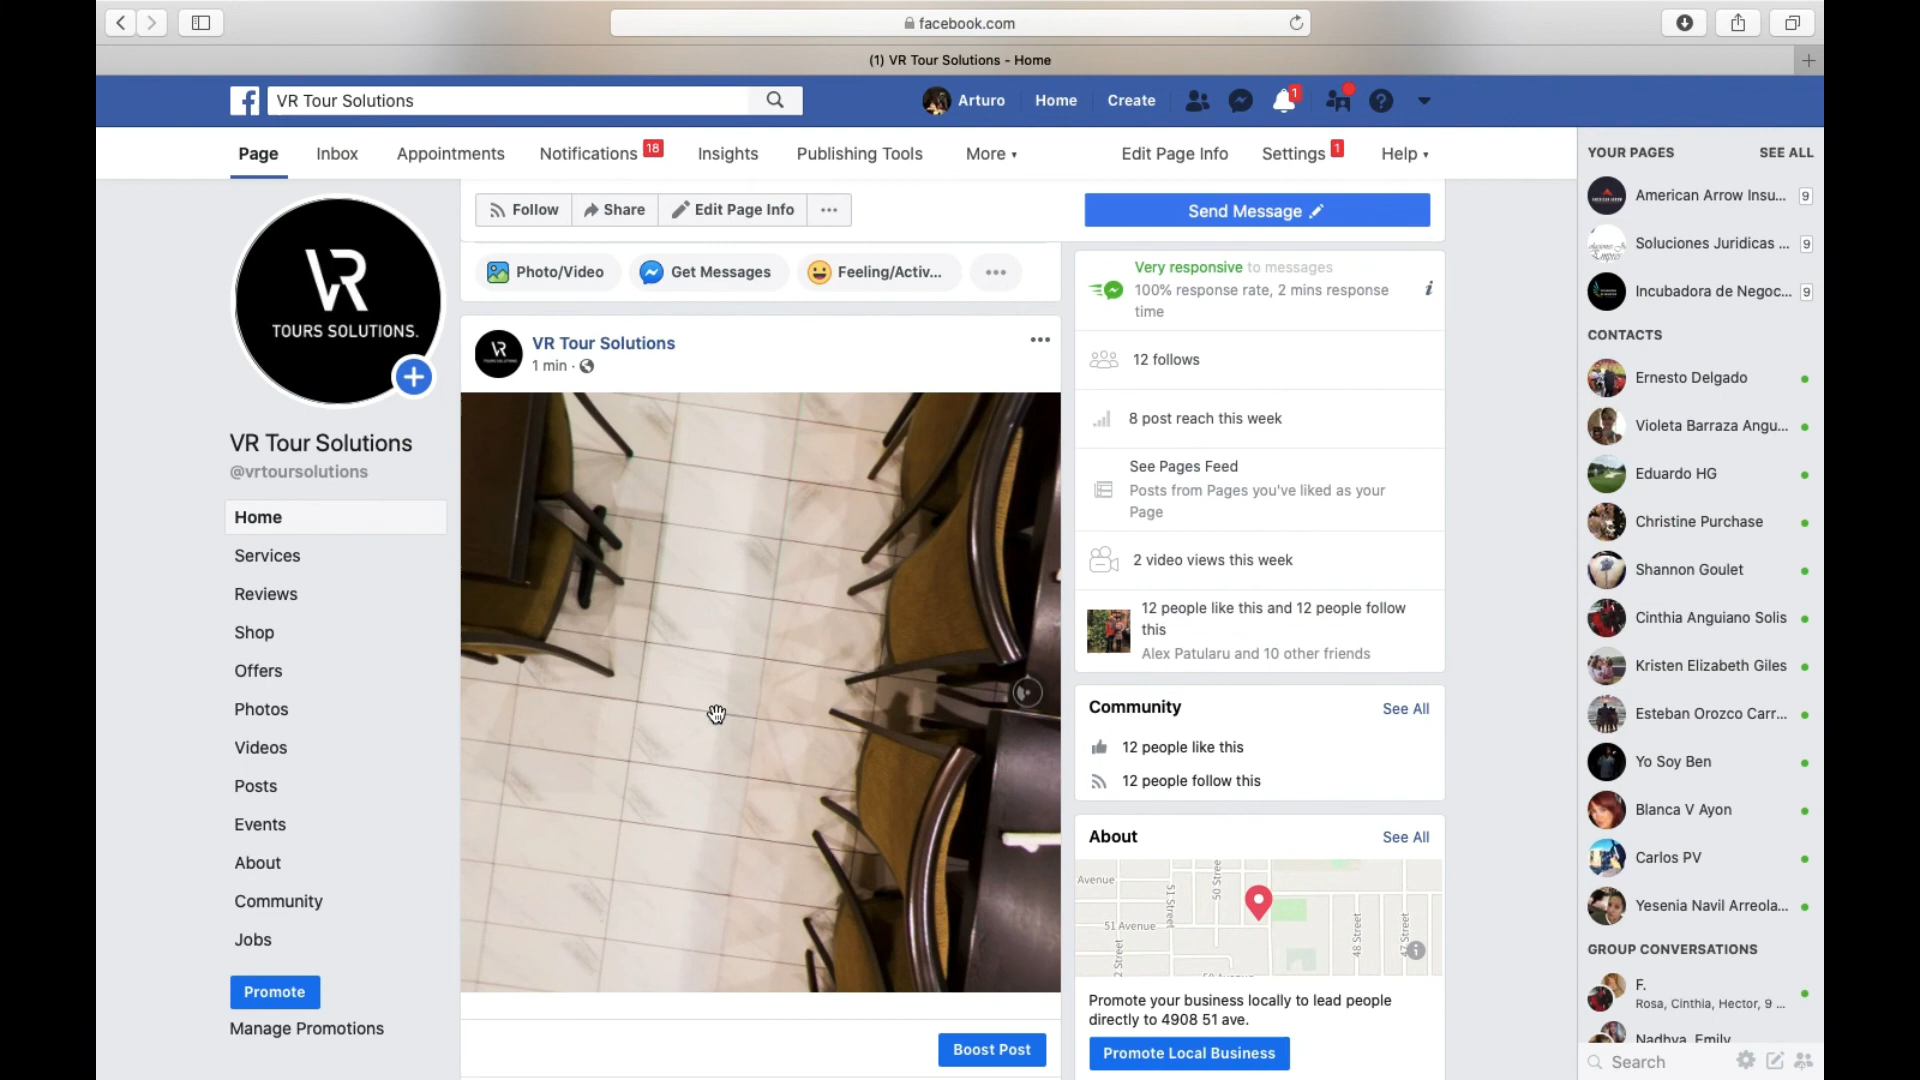 facebook.com
(1) VR Tour Solutions - Home
VR Tour Solutions
Arturo
Home
Create
1
Page
Inbox
Appointments
Notifications 18
Insights
Publishing Tools
More
Edit Page Info
Settings 1
Help
VR
TOURS SOLUTIONS.
VR Tour Solutions
@vrtoursolutions
Home
Services
Reviews
Shop
Offers
Photos
Videos
Posts
Events
About
Community
Jobs
Promote
Manage Promotions
Follow
Share
Edit Page Info
Send Message
Photo/Video
Get Messages
Feeling/Activ...
VR Tour Solutions
1 min ·
Boost Post
Very responsive to messages
100% response rate, 2 mins response
time
12 follows
8 post reach this week
See Pages Feed
Posts from Pages you've liked as your
Page
2 video views this week
12 people like this and 12 people follow
this
Alex Patularu and 10 other friends
Community
See All
12 people like this
12 people follow this
About
See All
Avenue
51 Street
50 Street
51 Avenue
48 Street
47 Street
Promote your business locally to lead people
directly to 4908 51 ave.
Promote Local Business
YOUR PAGES
SEE ALL
American Arrow Insu... 9
Soluciones Juridicas ... 9
Incubadora de Negoc... 9
CONTACTS
Ernesto Delgado
Violeta Barraza Angu...
Eduardo HG
Christine Purchase
Shannon Goulet
Cinthia Anguiano Solis
Kristen Elizabeth Giles
Esteban Orozco Carr...
Yo Soy Ben
Blanca V Ayon
Carlos PV
Yesenia Navil Arreola...
GROUP CONVERSATIONS
F.
Rosa, Cinthia, Hector, 9 ...
Nadhya, Emily
Search